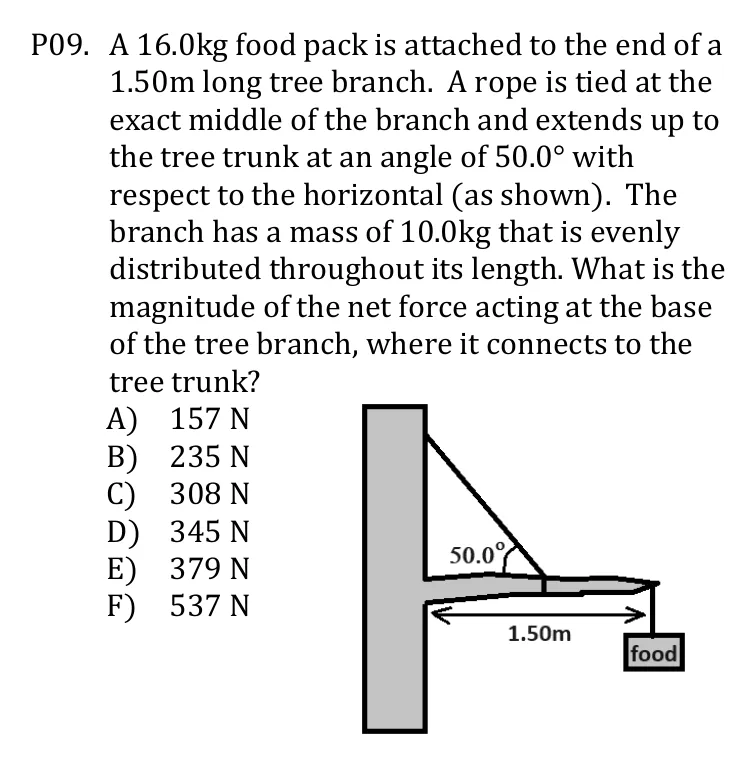 P09. A 16.0kg food pack is attached to the end of a
1.50m long tree branch. A rope is tied at the
exact middle of the branch and extends up to
the tree trunk at an angle of 50.0° with
respect to the horizontal (as shown). The
branch has a mass of 10.0kg that is evenly
distributed throughout its length. What is the
magnitude of the net force acting at the base
of the tree branch, where it connects to the
tree trunk?
A) 157 N
B) 235 N
C) 308 N
D) 345 N
E) 379 N
F) 537 N
50.0°
1.50m
food